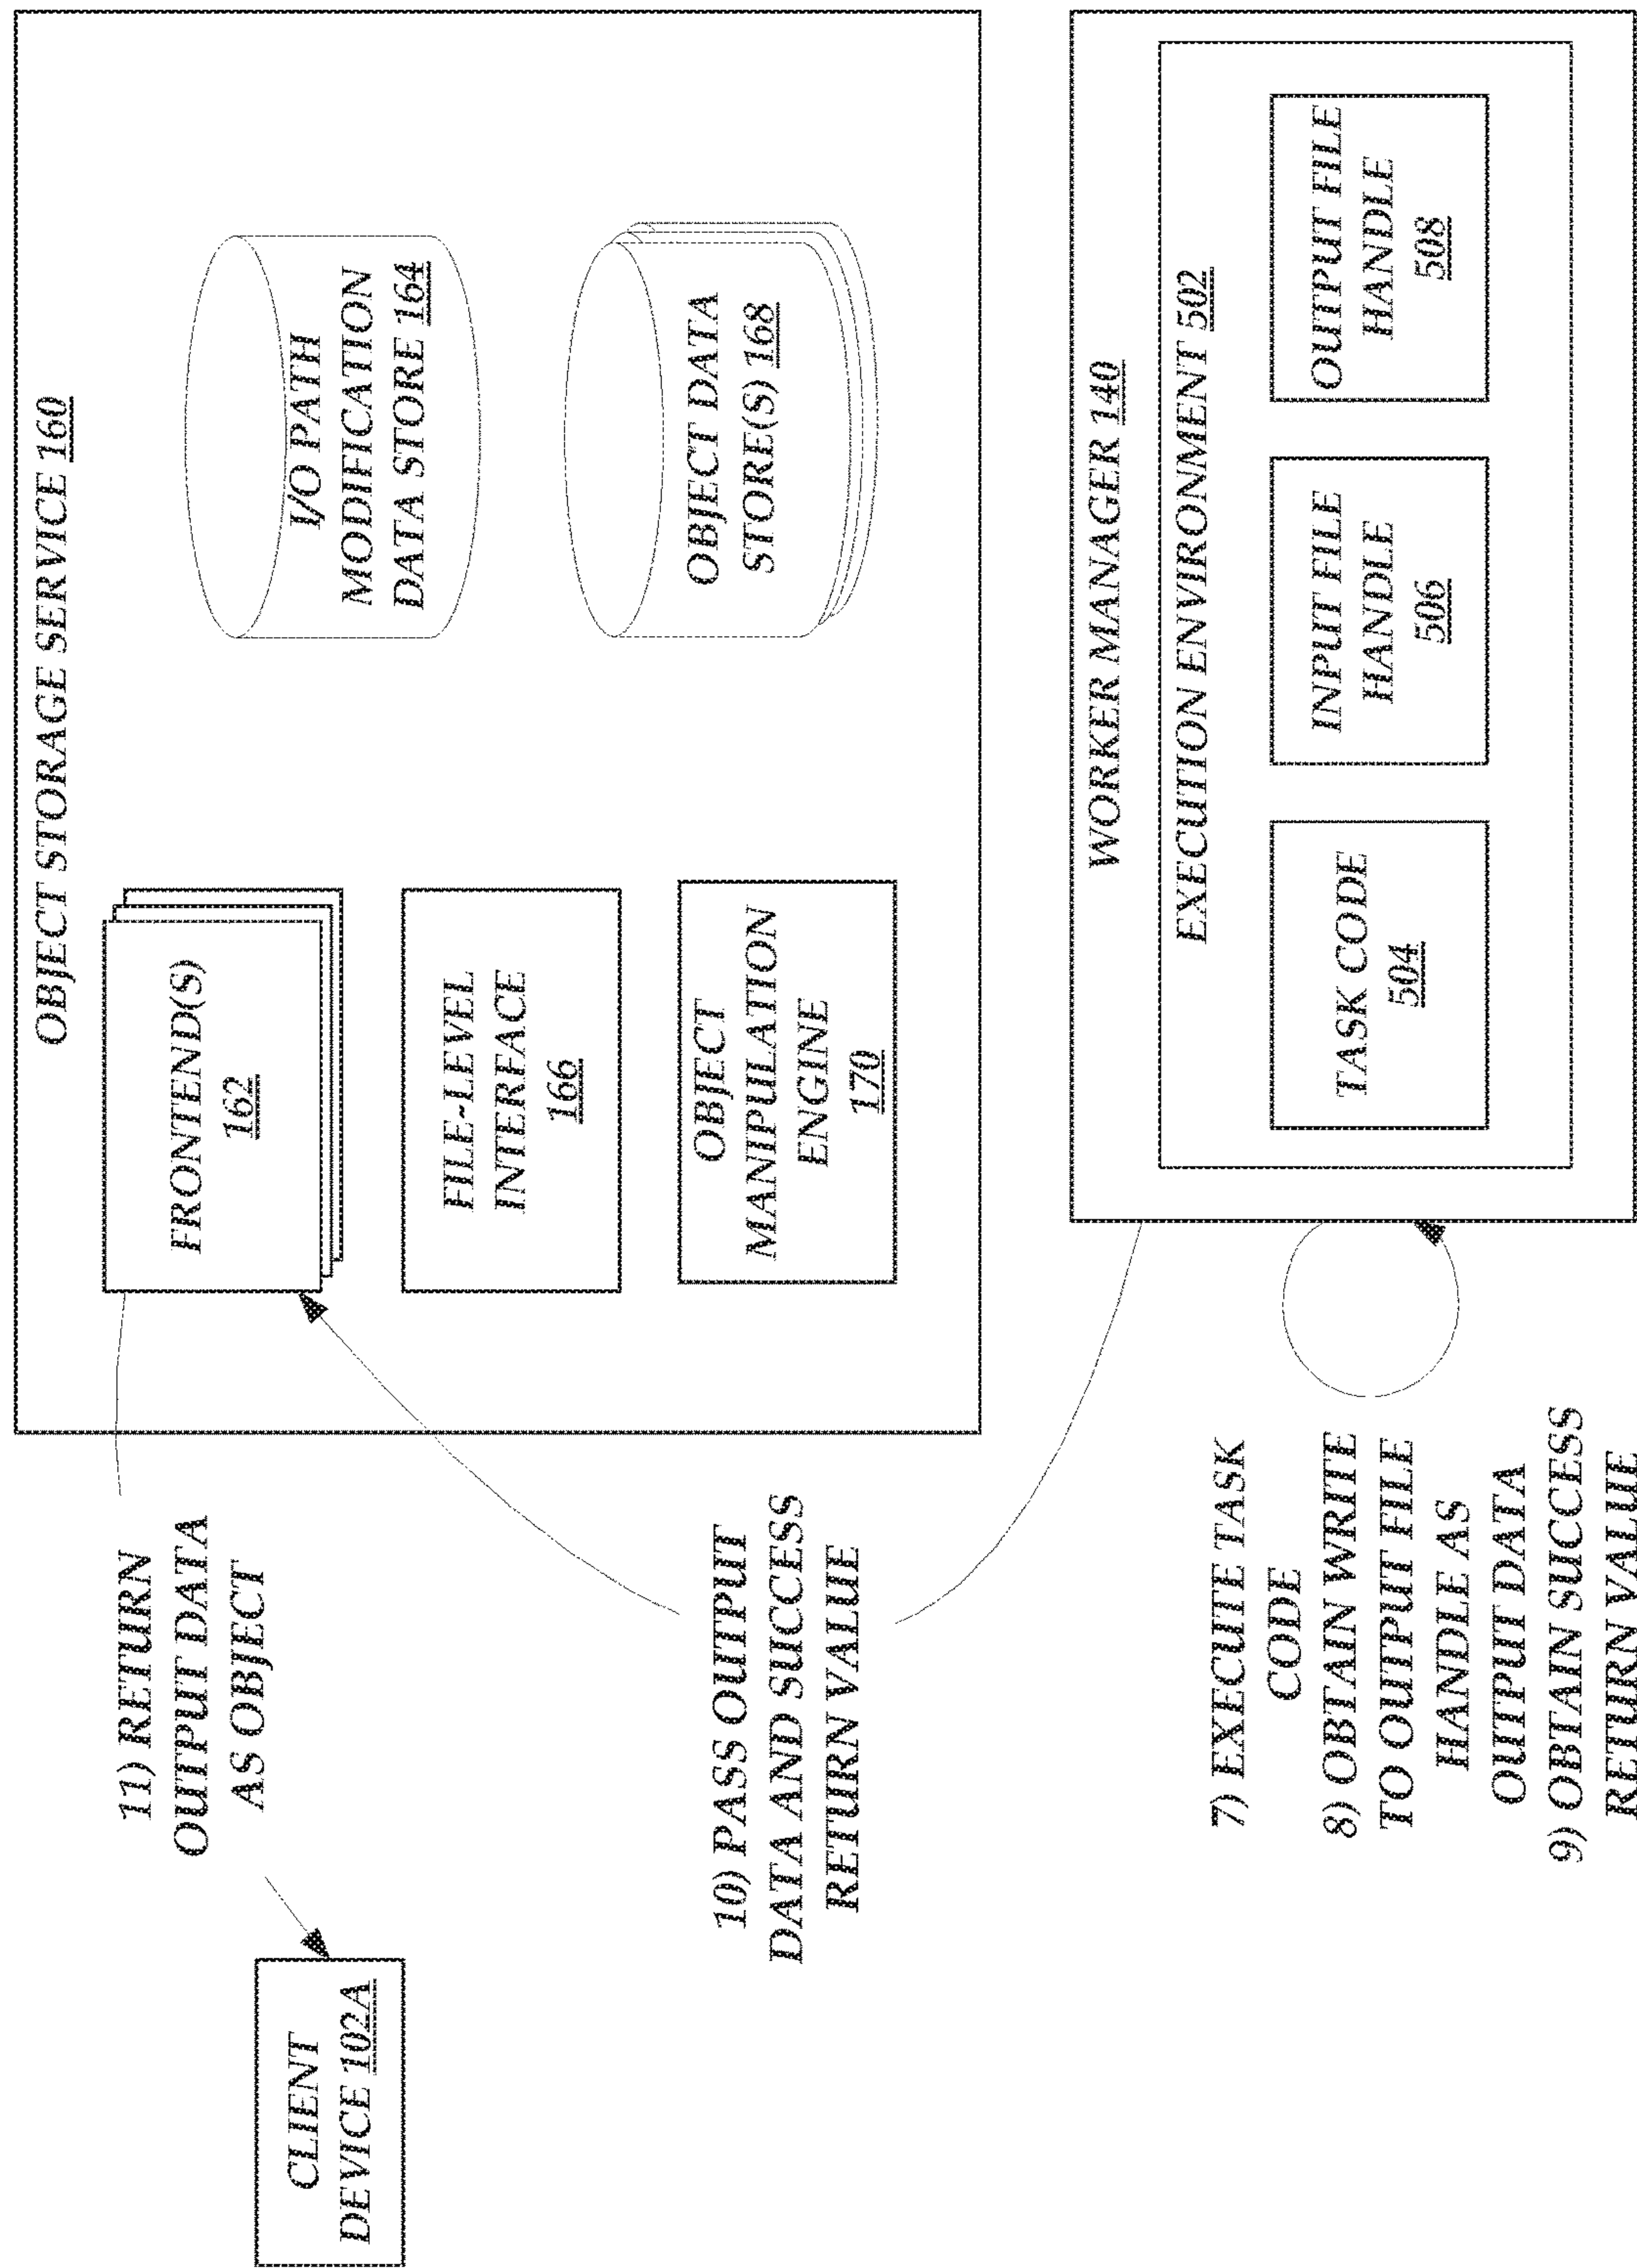 OBJECT STORAGE SERVICE 160
FRONTEND(S)
162
I/O PATH
MODIFICATION
DATA STORE 164
FILE-LEVEL
INTERFACE
166
OBJECT
MANIPULATION
ENGINE
170
OBJECT DATA
STORE(S) 168
CLIENT
DEVICE 102A
11) RETURN
OUTPUT DATA
AS OBJECT
10) PASS OUTPUT
DATA AND SUCCESS
RETURN VALUE
7) EXECUTE TASK
CODE
8) OBTAIN WRITE
TO OUTPUT FILE
HANDLE AS
OUTPUT DATA
9) OBTAIN SUCCESS
RETURN VALUE
WORKER MANAGER 140
EXECUTION ENVIRONMENT 502
TASK CODE
504
INPUT FILE
HANDLE
506
OUTPUT FILE
HANDLE
508